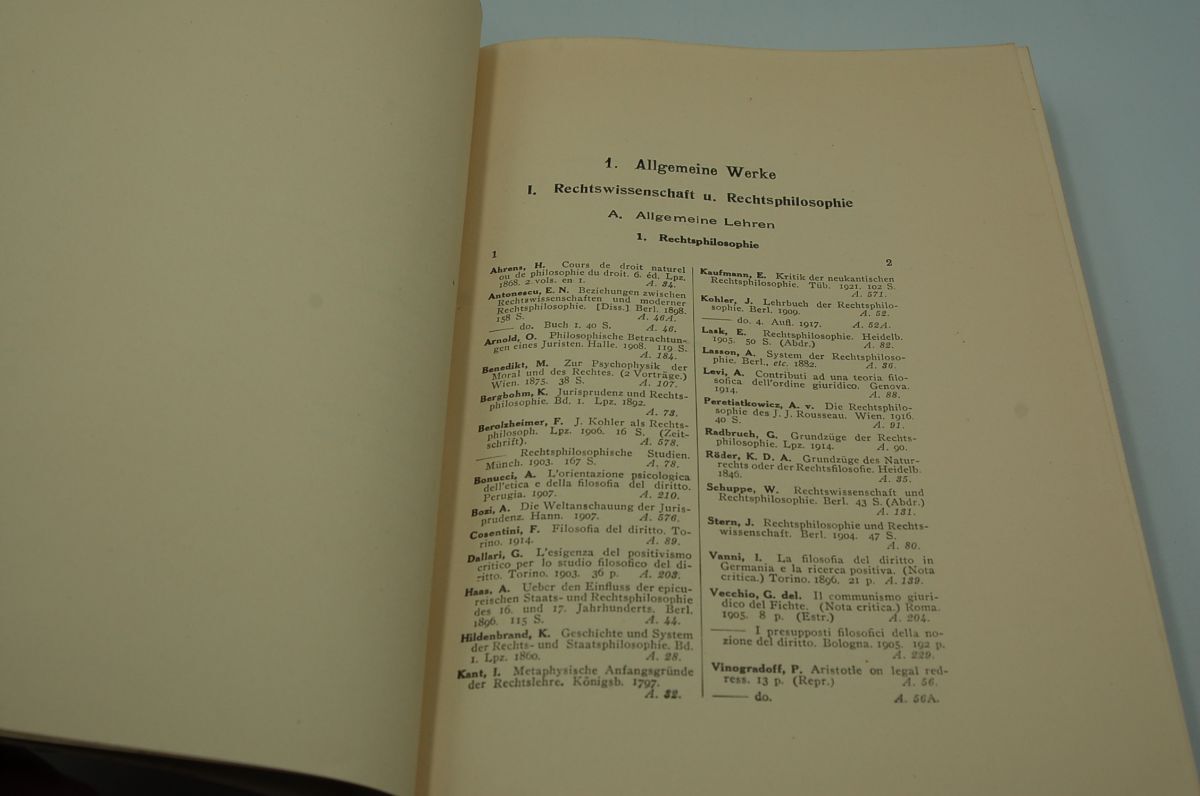 1. Allgemeine Werke
I. Rechtswissenschaft u. Rechtsphilosophie
A. Allgemeine Lehren
1. Rechtsphilosophie
1
Ahrens, H. Cours de droit naturel
ou de philosophie du droit. 6. éd. Lpz.
1868. 2 vols. en 1. A. 34.
Antonescu, E. N. Beziehungen zwischen
Rechtswissenschaften und moderner
Rechtsphilosophie. [Diss.] Berl. 1898.
158 S. A. 46A.
—— do. Buch 1. 40 S. A. 46.
Arnold, O. Philosophische Betrachtun-
gen eines Juristen. Halle. 1908. 119 S.
A. 184.
Benedikt, M. Zur Psychophysik der
Moral und des Rechtes. (2 Vorträge.)
Wien. 1875. 38 S. A. 107.
Bergbohm, K. Jurisprudenz und Rechts-
philosophie. Bd. 1. Lpz. 1892.
A. 73.
Berolzheimer, F. J. Kohler als Rechts-
philosoph. Lpz. 1906. 16 S. (Zeit-
schrift). A. 578.
—— Rechtsphilosophische Studien.
Münch. 1903. 167 S. A. 78.
Bonucci, A. L'orientazione psicologica
dell'etica e della filosofia del diritto.
Perugia. 1907. A. 210.
Bozi, A. Die Weltanschauung der Juris-
prudenz. Hann. 1907. A. 576.
Cosentini, F. Filosofia del diritto. To-
rino. 1914. A. 89.
Dallari, G. L'esigenza del positivismo
critico per lo studio filosofico del di-
ritto. Torino. 1903. 36 p. A. 203.
Haas, A. Ueber den Einfluss der epicu-
reischen Staats- und Rechtsphilosophie
des 16. und 17. Jahrhunderts. Berl.
1896. 115 S. A. 44.
Hildenbrand, K. Geschichte und System
der Rechts- und Staatsphilosophie. Bd.
1. Lpz. 1860. A. 28.
Kant, I. Metaphysische Anfangsgründe
der Rechtslehre. Königsb. 1797.
A. 32.
2
Kaufmann, E. Kritik der neukantischen
Rechtsphilosophie. Tüb. 1921. 102 S.
A. 571.
Kohler, J. Lehrbuch der Rechtsphilo-
sophie. Berl. 1909. A. 52.
—— do. 4. Aufl. 1917. A. 52A.
Lask, E. Rechtsphilosophie. Heidelb.
1905. 50 S. (Abdr.) A. 82.
Lasson, A. System der Rechtsphiloso-
phie. Berl., etc. 1882. A. 36.
Levi, A. Contributi ad una teoria filo-
sofica dell'ordine giuridico. Genova.
1914. A. 88.
Peretiatkowicz, A. v. Die Rechtsphilo-
sophie des J. J. Rousseau. Wien. 1916.
40 S. A. 91.
Radbruch, G. Grundzüge der Rechts-
philosophie. Lpz. 1914. A. 90.
Röder, K. D. A. Grundzüge des Natur-
rechts oder der Rechtsfilosofie. Heidelb.
1846. A. 35.
Schuppe, W. Rechtswissenschaft und
Rechtsphilosophie. Berl. 43 S. (Abdr.)
A. 131.
Stern, J. Rechtsphilosophie und Rechts-
wissenschaft. Berl. 1904. 47 S.
A. 80.
Vanni, I. La filosofia del diritto in
Germania e la ricerca positiva. (Nota
critica.) Torino. 1896. 21 p. A. 139.
Vecchio, G. del. Il communismo giuri-
dico del Fichte. (Nota critica.) Roma.
1905. 8 p. (Estr.) A. 204.
—— I presupposti filosofici della no-
zione del diritto. Bologna. 1905. 192 p.
A. 229.
Vinogradoff, P. Aristotle on legal red-
ress. 13 p. (Repr.) A. 56.
—— do. A. 56A.